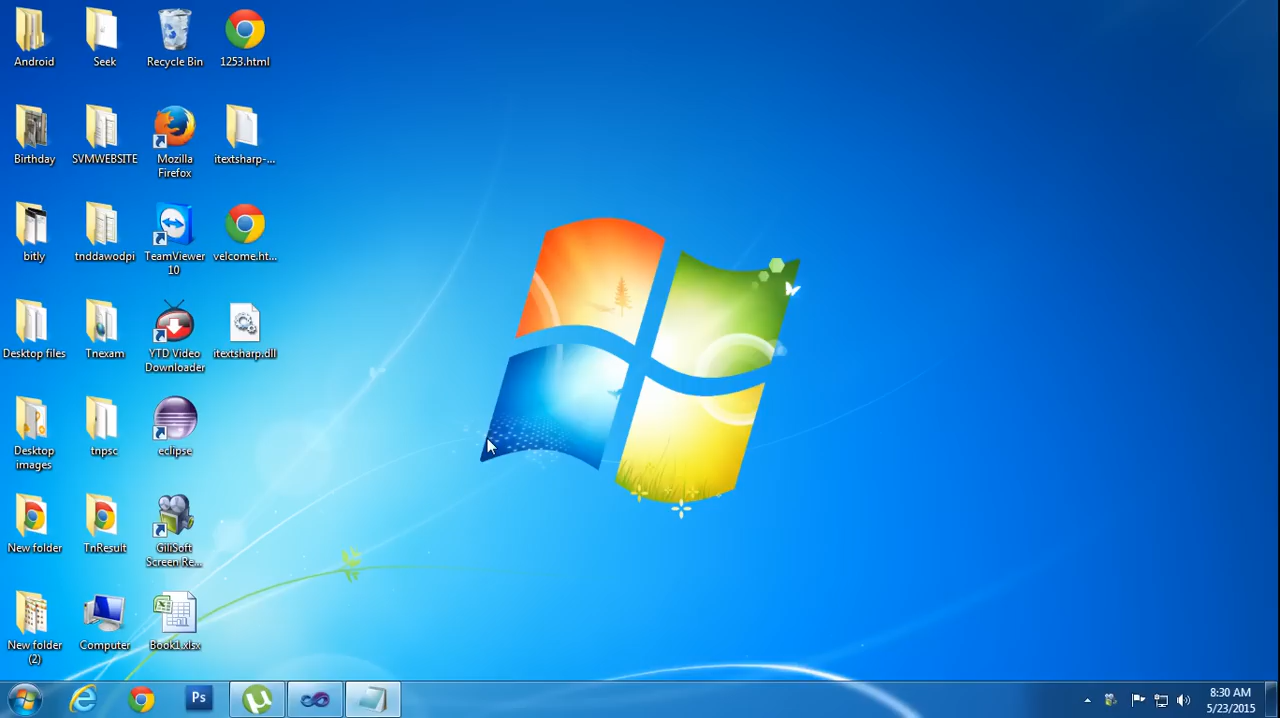 Android
Seek
Recycle Bin
1253.html
Birthday
SVMWEBSITE
Mozilla
Firefox
itextsharp-...
bitly
tnddawodpi
TeamViewer
10
velcome.ht...
Desktop files
Tnexam
YTD Video
Downloader
itextsharp.dll
Desktop
images
tnpsc
eclipse
New folder
TnResult
GiliSoft
Screen Re...
New folder
(2)
Computer
Book1.xlsx
Ps
8:30 AM
5/23/2015